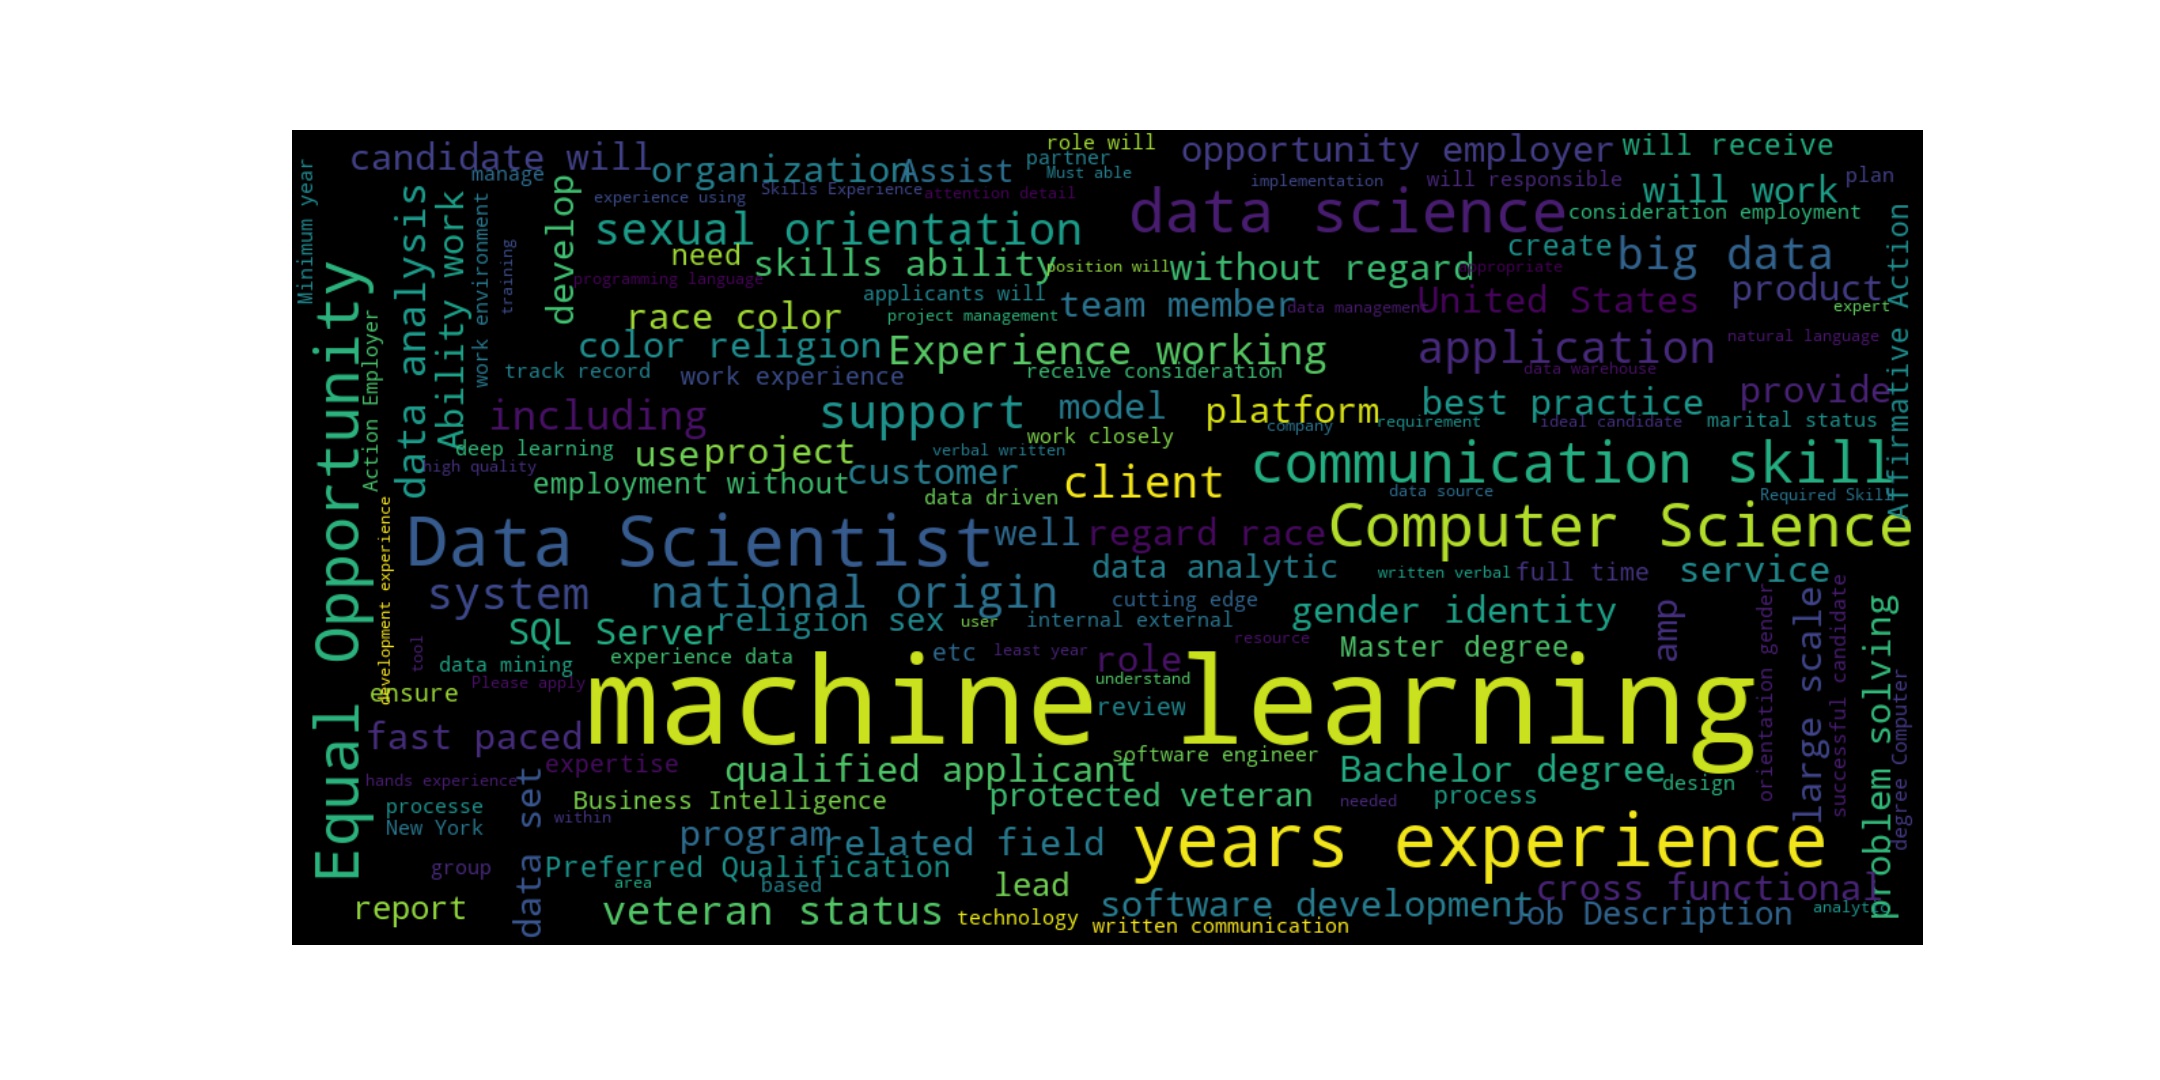 role will
candidate will
organization
Assist
partner
Must able
opportunity employer
will receive
manage
experience using
Skills Experience
attention detail
implementation
will responsible
will work
plan
Minimum year
data analysis
Ability work
work environment
training
develop
sexual orientation
data science
consideration employment
need
skills ability
position will
without regard
appropriate
create
big data
Affirmative Action
programming language
applicants will
team member
data management
United States
product
expert
race color
project management
color religion
Experience working
application
natural language
track record
work experience
receive consideration
data warehouse
Equal Opportunity
Action Employer
including
support
model
platform
best practice
provide
company
requirement
ideal candidate
marital status
deep learning
use
project
verbal written
work closely
communication skill
high quality
employment without
customer
data driven
client
data source
Required Skill
development experience
Data Scientist
well
regard race
Computer Science
data analytic
written verbal
full time
service
system
national origin
cutting edge
gender identity
amp
large scale
problem solving
SQL Server
religion sex
user
internal external
resource
Master degree
orientation gender
successful candidate
degree Computer
tool
data mining
experience data
etc
least year
role
ensure
Please apply
machine learning
understand
review
fast paced
software engineer
expertise
qualified applicant
Bachelor degree
design
hands experience
data set
Business Intelligence
protected veteran
needed
process
processe
New York
within
program
related field
years experience
group
Preferred Qualification
area
based
lead
cross functional
report
veteran status
technology
software development
Job Description
analytic
written communication